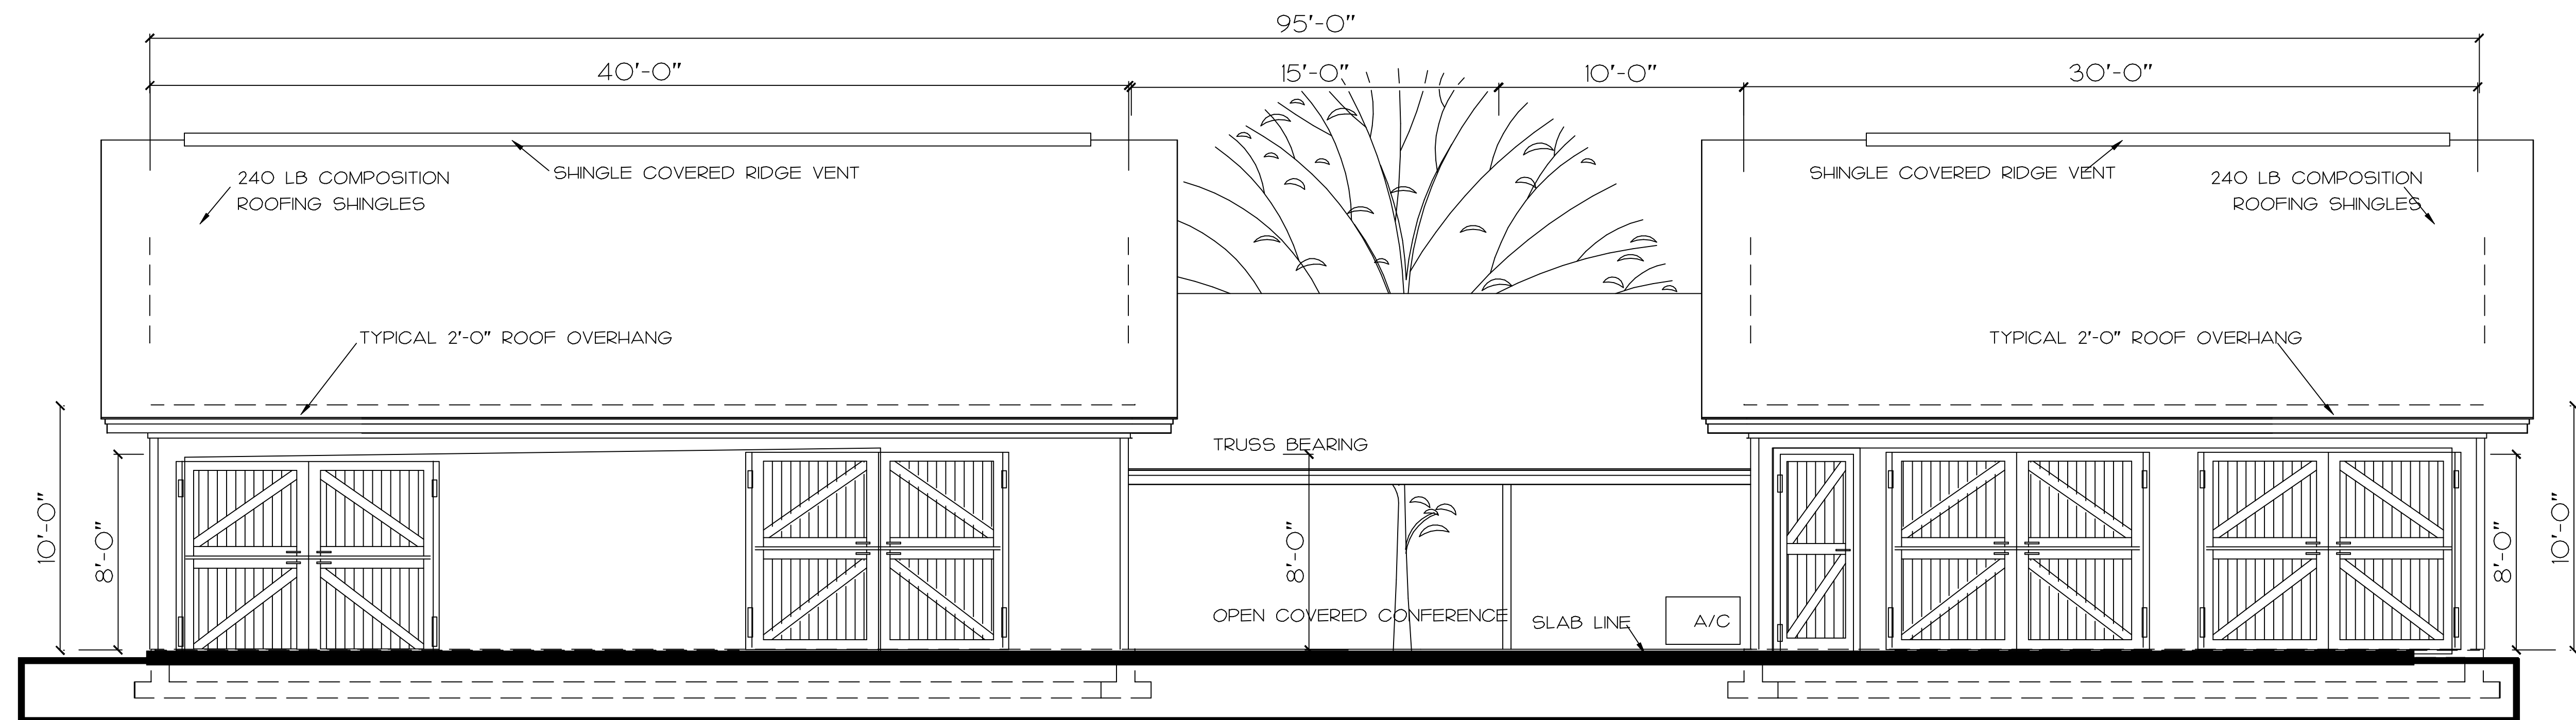 95'-0"
40'-0"
15'-0"
10'-0"
30'-0"
SHINGLE COVERED RIDGE VENT
SHINGLE COVERED RIDGE VENT
240 LB COMPOSITION
ROOFING SHINGLES
240 LB COMPOSITION
ROOFING SHINGLES
TYPICAL 2'-0" ROOF OVERHANG
TYPICAL 2'-0" ROOF OVERHANG
TRUSS BEARING
10'-0"
8'-0"
8'-0"
8'-0"
10'-0"
OPEN COVERED CONFERENCE
SLAB LINE
A/C